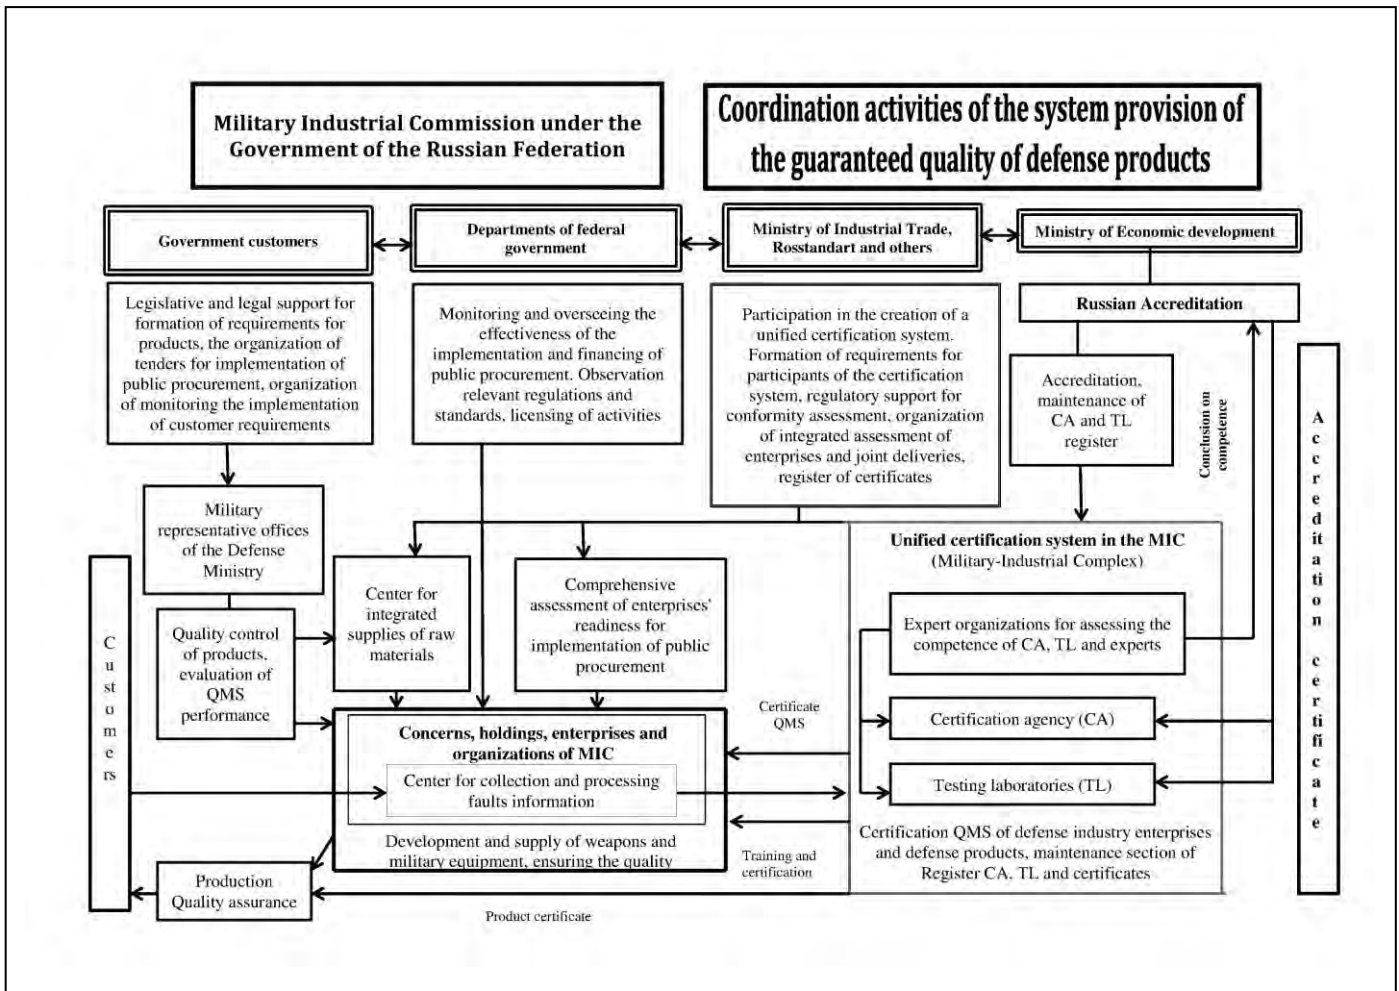 Military Industrial Commission under the
Government of the Russian Federation
Coordination activities of the system provision of
the guaranteed quality of defense products
Government customers
Departments of federal
government
Ministry of Industrial Trade,
Rosstandart and others
Ministry of Economic development
Legislative and legal support for
formation of requirements for
products, the organization of
tenders for implementation of
public procurement, organization
of monitoring the implementation
of customer requirements
Monitoring and overseeing the
effectiveness of the
implementation and financing of
public procurement. Observation
relevant regulations and
standards, licensing of activities
Participation in the creation of a
unified certification system.
Formation of requirements for
participants of the certification
system, regulatory support for
conformity assessment, organization
of integrated assessment of
enterprises and joint deliveries,
register of certificates
Russian Accreditation
Accreditation,
maintenance of
CA and TL
register
Conclusion on
competence
Accreditation certificate
Military
representative offices
of the Defense
Ministry
Customers
Quality control
of products,
evaluation of
QMS
performance
Center for
integrated
supplies of raw
materials
Comprehensive
assessment of enterprises'
readiness for
implementation of public
procurement
Unified certification system in the MIC
(Military-Industrial Complex)
Expert organizations for assessing the
competence of CA, TL and experts
Certification agency (CA)
Testing laboratories (TL)
Certification QMS of defense industry enterprises
and defense products, maintenance section of
Register CA, TL and certificates
Certificate
QMS
Concerns, holdings, enterprises and
organizations of MIC
Center for collection and processing
faults information
Development and supply of weapons and
military equipment, ensuring the quality
Training and
certification
Production
Quality assurance
Product certificate